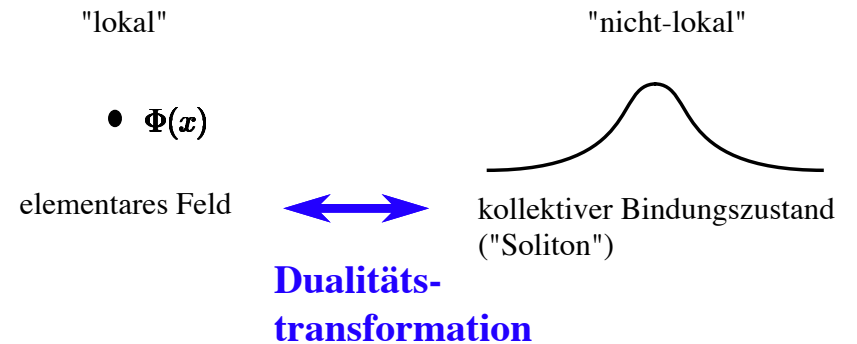 "lokal"
"nicht-lokal"
Φ(x)
elementares Feld
kollektiver Bindungszustand
("Soliton")
Dualitäts-
transformation